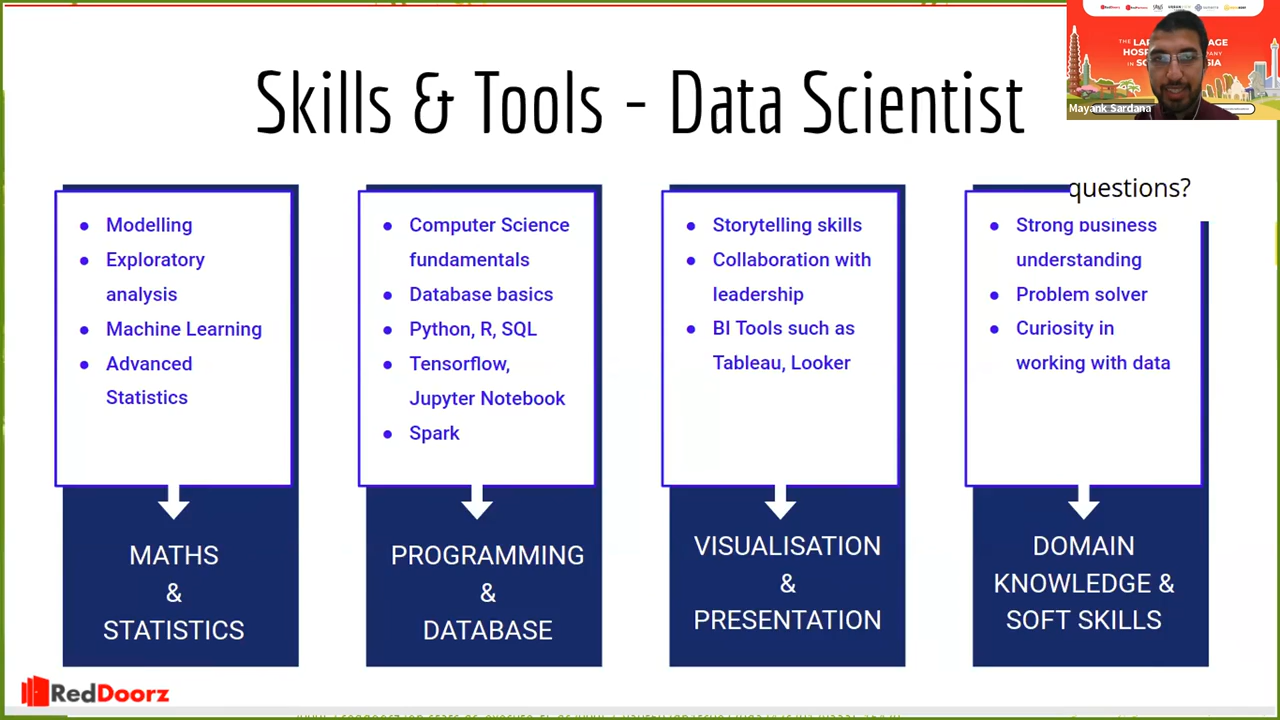 Skills & Tools - Data Scientist
Mayank Sardana
questions?
● Modelling
● Exploratory
analysis
● Machine Learning
● Advanced
Statistics
MATHS
&
STATISTICS
● Computer Science
fundamentals
● Database basics
● Python, R, SQL
● Tensorflow,
Jupyter Notebook
● Spark
PROGRAMMING
&
DATABASE
● Storytelling skills
● Collaboration with
leadership
● BI Tools such as
Tableau, Looker
VISUALISATION
&
PRESENTATION
● Strong business
understanding
● Problem solver
● Curiosity in
working with data
DOMAIN
KNOWLEDGE &
SOFT SKILLS
RedDoorz